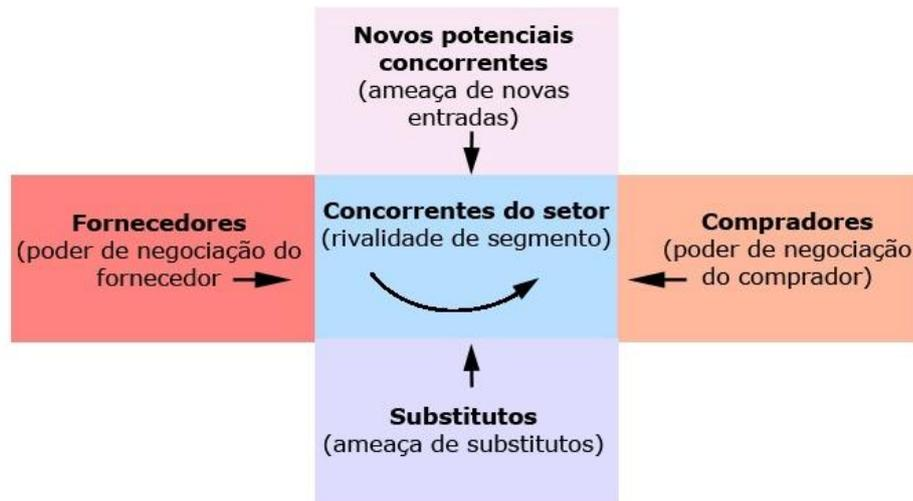 Novos potenciais
concorrentes
(ameaça de novas
entradas)
Fornecedores
(poder de negociação do
fornecedor
Concorrentes do setor
(rivalidade de segmento)
Compradores
(poder de negociação
do comprador)
Substitutos
(ameaça de substitutos)